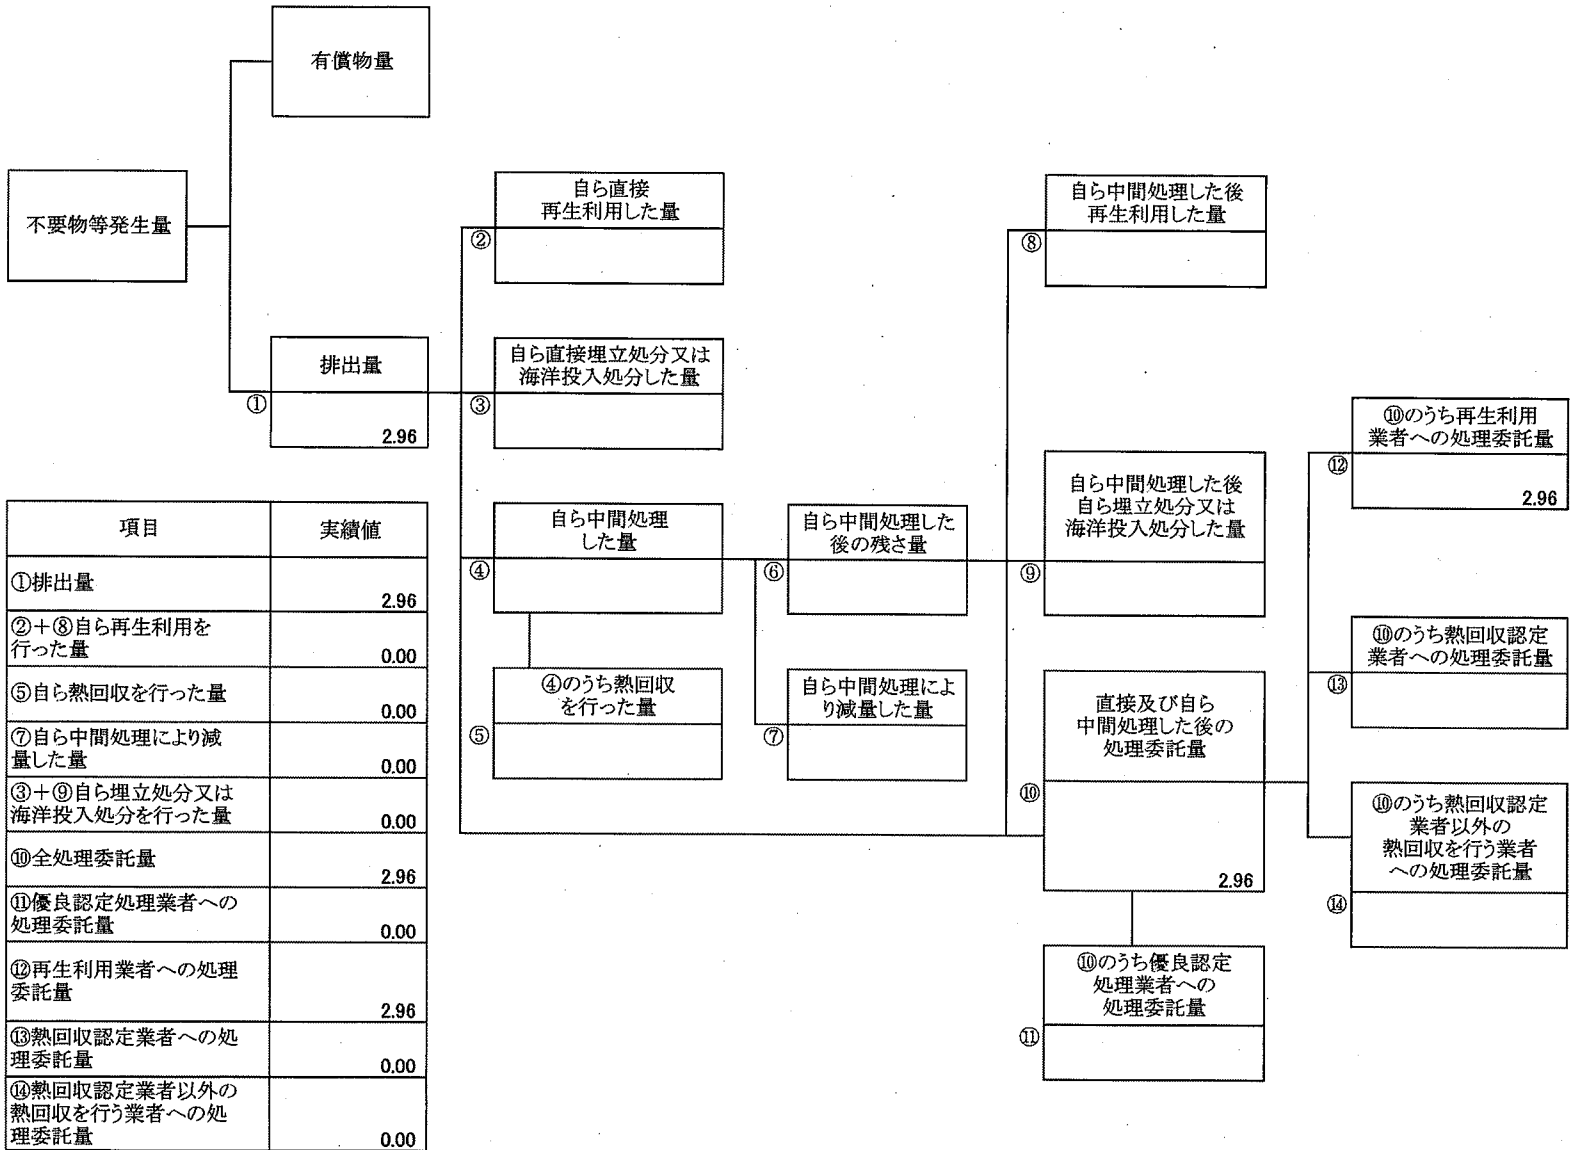 有償物量
不要物等発生量
自ら直接
再生利用した量
②
自ら中間処理した後
再生利用した量
⑧
排出量
①
2.96
自ら直接埋立処分又は
海洋投入処分した量
③
⑩のうち再生利用
業者への処理委託量
⑫
2.96
自ら中間処理
した量
④
自ら中間処理した
後の残さ量
⑥
自ら中間処理した後
自ら埋立処分又は
海洋投入処分した量
⑨
⑩のうち熱回収認定
業者への処理委託量
⑬
④のうち熱回収
を行った量
⑤
自ら中間処理によ
り減量した量
⑦
直接及び自ら
中間処理した後の
処理委託量
⑩
2.96
⑩のうち熱回収認定
業者以外の
熱回収を行う業者
への処理委託量
⑭
⑩のうち優良認定
処理業者への
処理委託量
⑪
項目 実績値
①排出量
2.96
②+⑧自ら再生利用を
行った量
0.00
⑤自ら熱回収を行った量
0.00
⑦自ら中間処理により減
量した量
0.00
③+⑨自ら埋立処分又は
海洋投入処分を行った量
0.00
⑩全処理委託量
2.96
⑪優良認定処理業者への
処理委託量
0.00
⑫再生利用業者への処理
委託量
2.96
⑬熱回収認定業者への処
理委託量
0.00
⑭熱回収認定業者以外の
熱回収を行う業者への処
理委託量
0.00